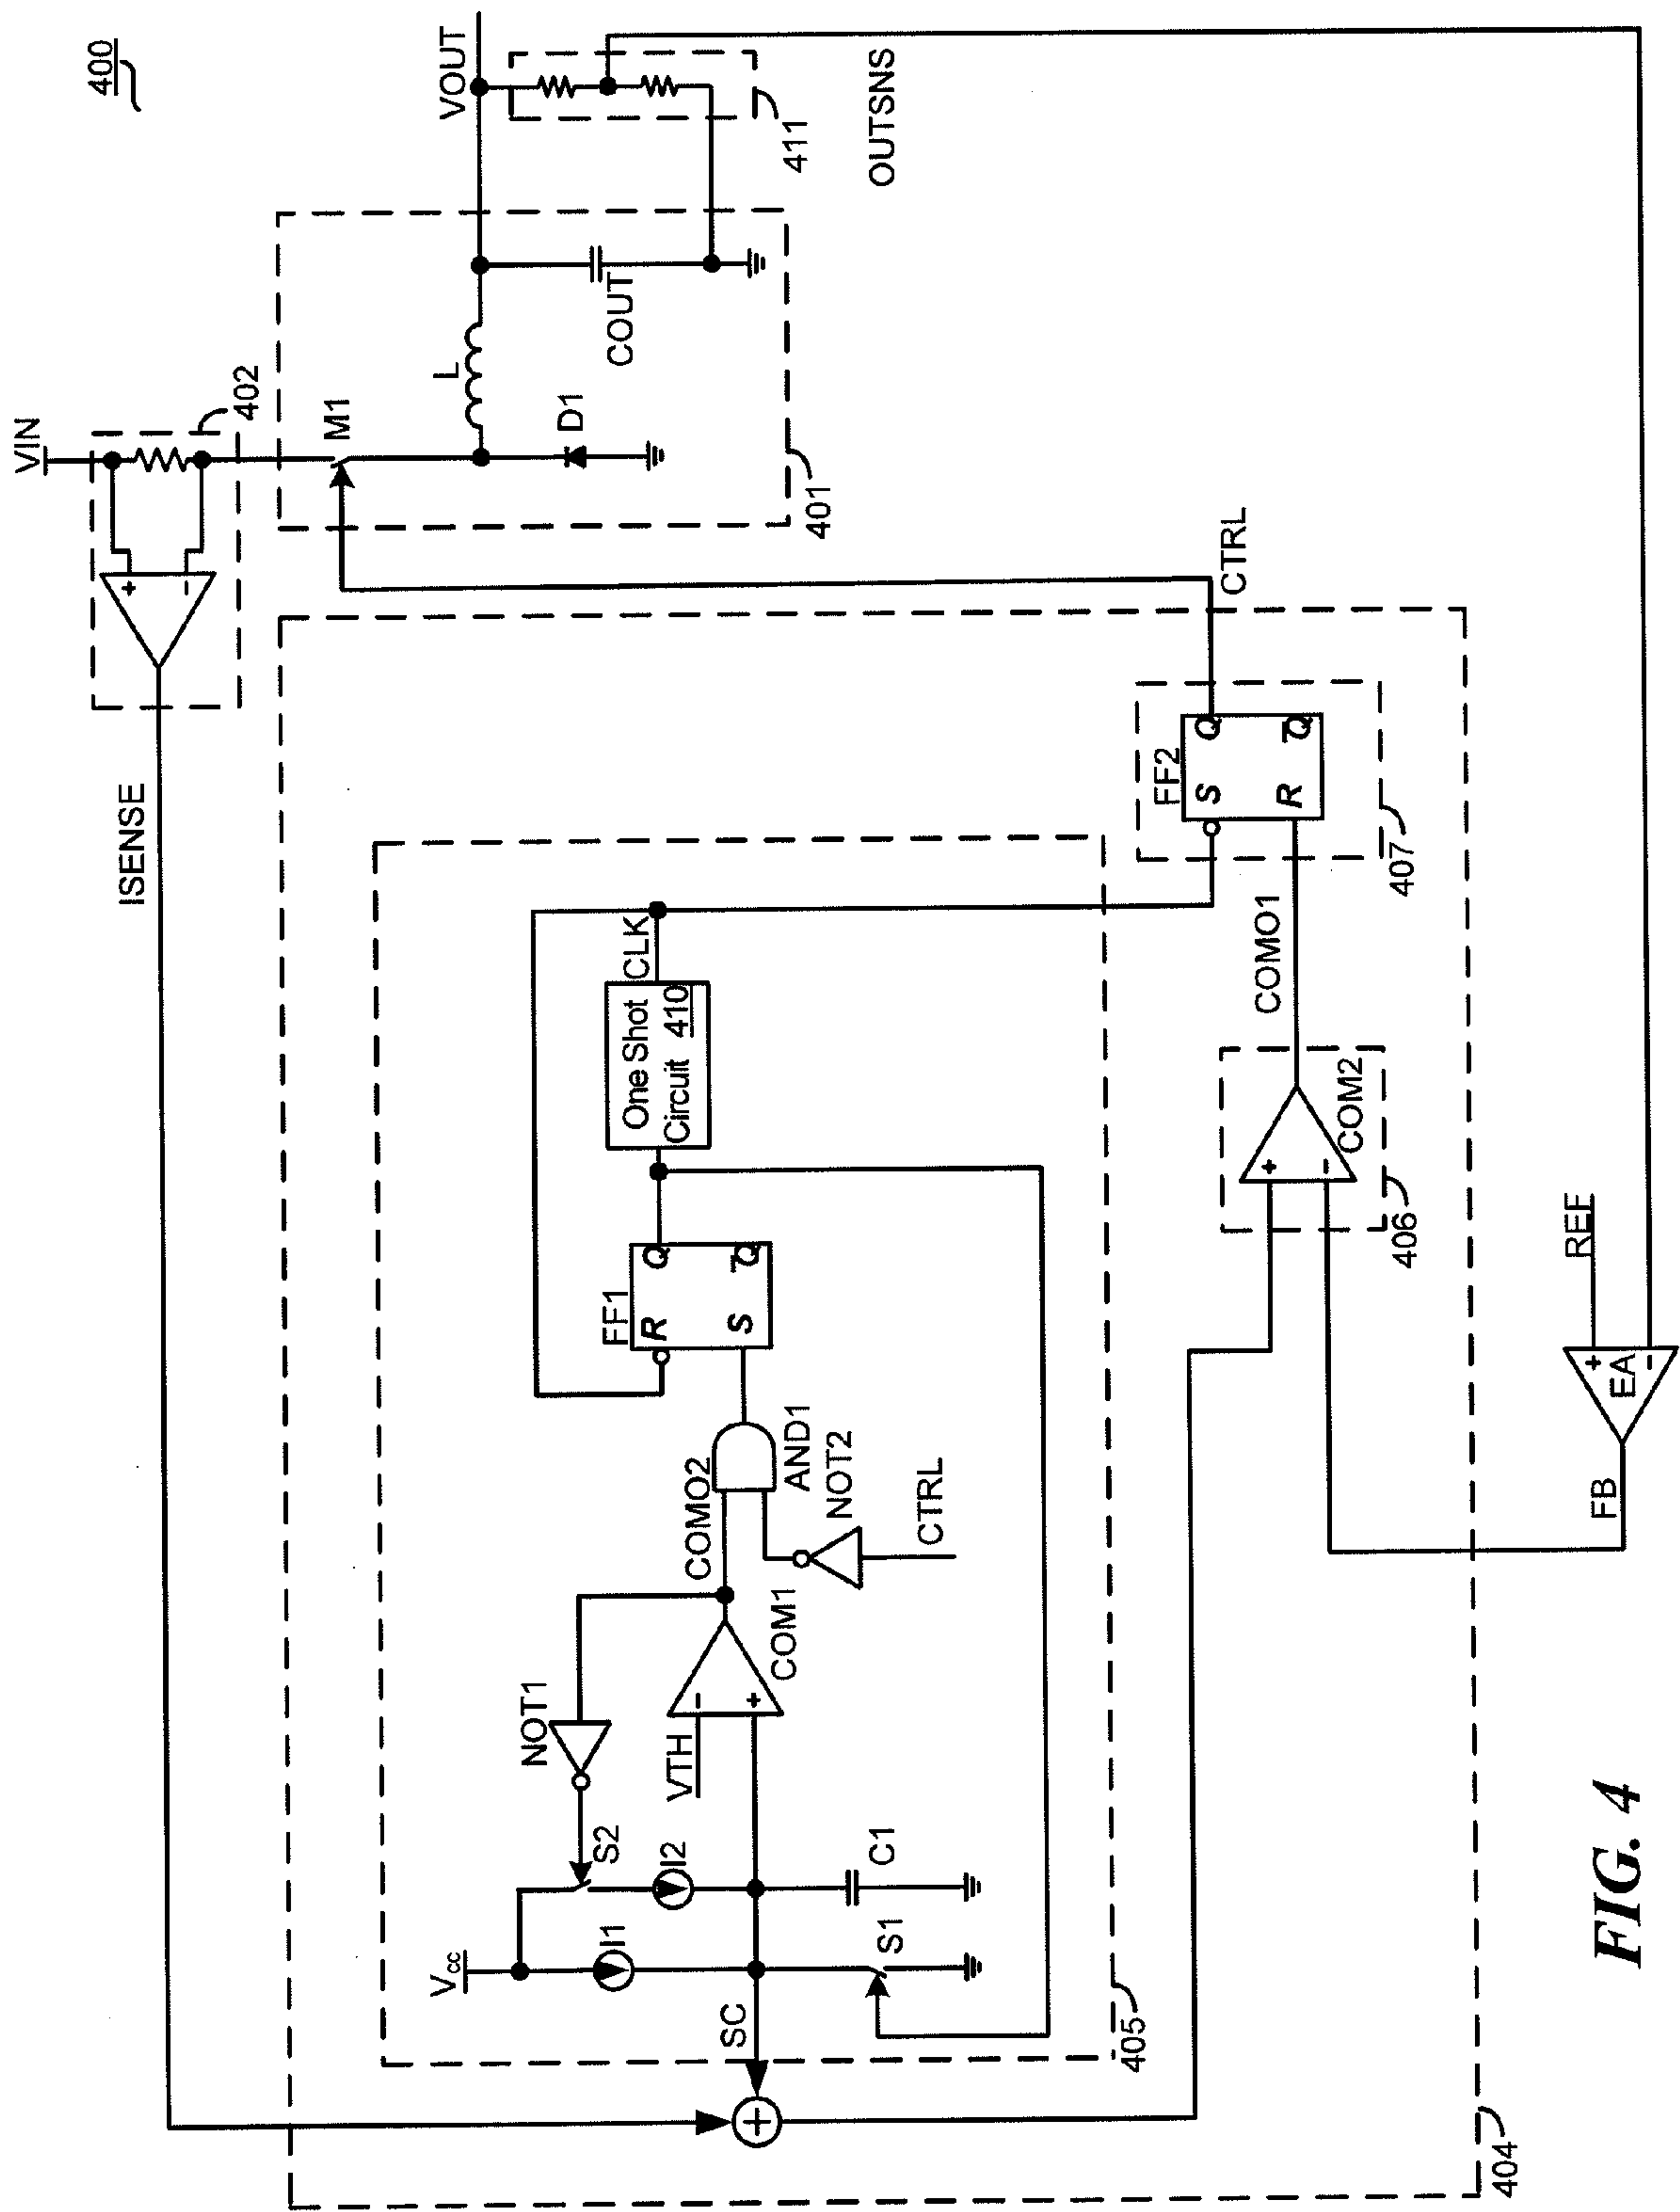 400
VIN
402
ISENSE
M1
L
D1
COUT
401
VOUT
411
OUTSNS
CTRL
404
405
Vcc
I1
S2
I2
SC
S1
C1
NOT1
VTH
+
-
COM1
COMO2
NOT2
CTRL
AND1
FF1
R
Q
S
Q
One Shot
Circuit 410
CLK
FF2
S
Q
R
Q
407
COMO1
+
-
COM2
406
REF
+
EA
-
FB
+
-
+
FIG. 4